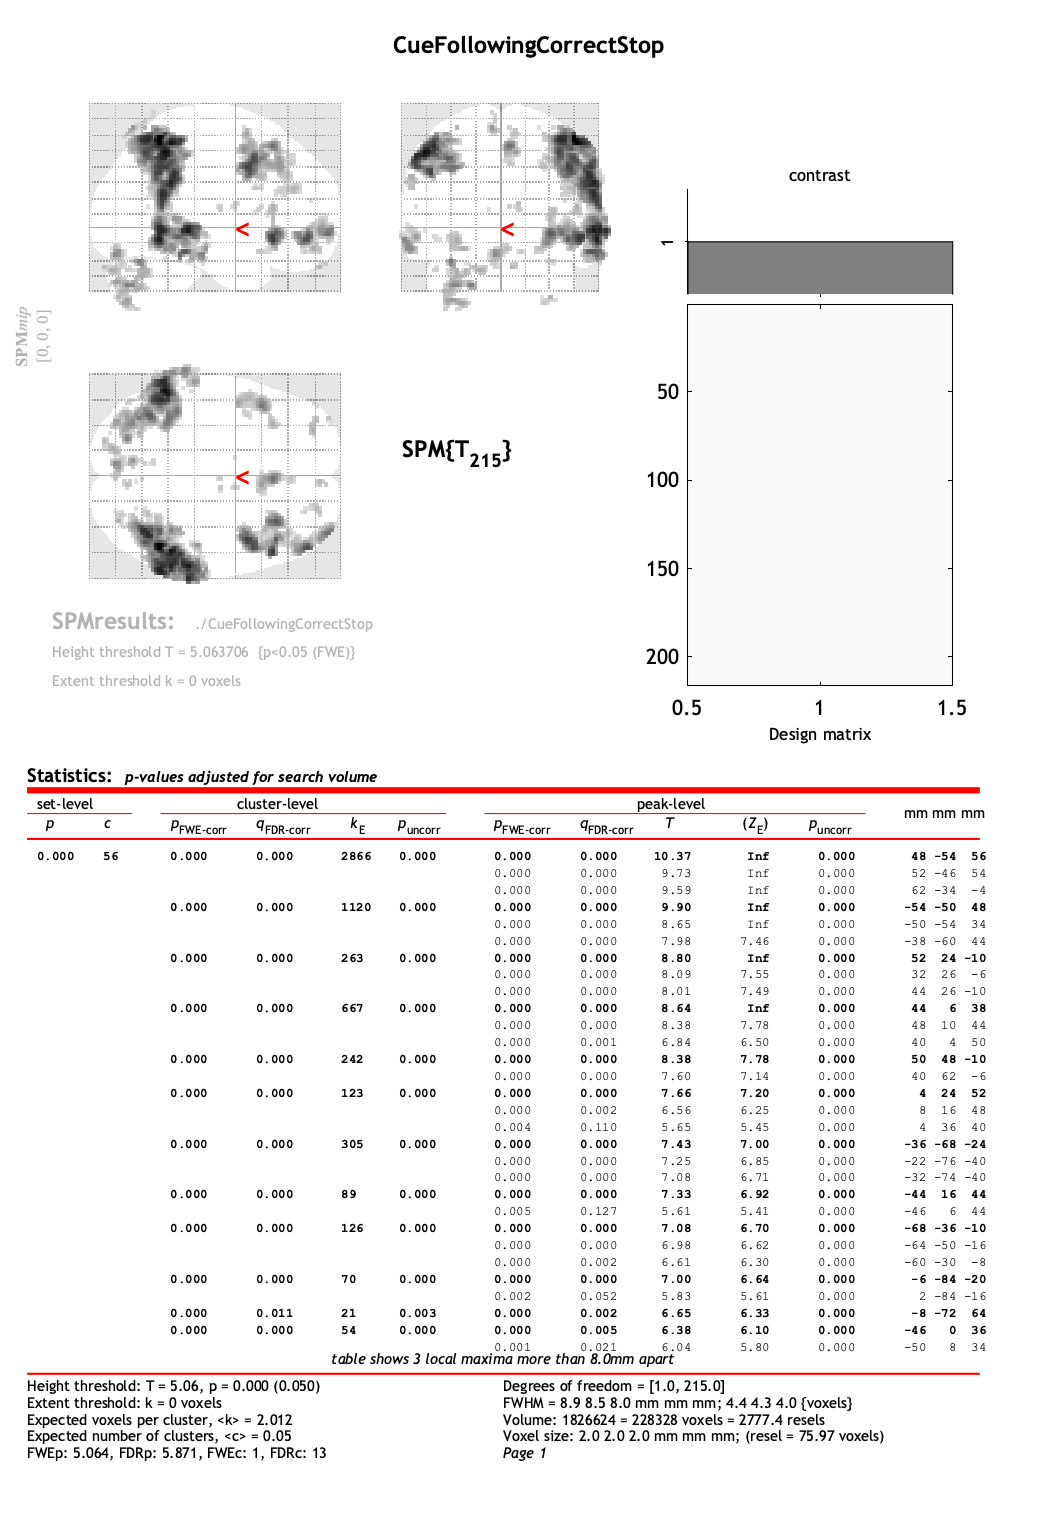 CueFollowingCorrectStop
<
<
contrast
1
SPMmip
[0, 0, 0]
<
SPM{T215}
50
100
150
200
0.5 1 1.5
Design matrix
SPMresults: ./CueFollowingCorrectStop
Height threshold T = 5.063706 {p<0.05 (FWE)}
Extent threshold k = 0 voxels
Statistics: p-values adjusted for search volume
set-level cluster-level peak-level
p c pFWE-corr qFDR-corr kE puncorr pFWE-corr qFDR-corr T (ZE) puncorr mm mm mm
0.000 56 0.000 0.000 2866 0.000 0.000 0.000 10.37 Inf 0.000 48 -54 56
0.000 0.000 9.73 Inf 0.000 52 -46 54
0.000 0.000 9.59 Inf 0.000 62 -34 -4
0.000 0.000 1120 0.000 0.000 0.000 9.90 Inf 0.000 -54 -50 48
0.000 0.000 8.65 Inf 0.000 -50 -54 34
0.000 0.000 7.98 7.46 0.000 -38 -60 44
0.000 0.000 263 0.000 0.000 0.000 8.80 Inf 0.000 52 24 -10
0.000 0.000 8.09 7.55 0.000 32 26 -6
0.000 0.000 8.01 7.49 0.000 44 26 -10
0.000 0.000 667 0.000 0.000 0.000 8.64 Inf 0.000 44 6 38
0.000 0.000 8.38 7.78 0.000 48 10 44
0.000 0.001 6.84 6.50 0.000 40 4 50
0.000 0.000 242 0.000 0.000 0.000 8.38 7.78 0.000 50 48 -10
0.000 0.000 7.60 7.14 0.000 40 62 -6
0.000 0.000 123 0.000 0.000 0.000 7.66 7.20 0.000 4 24 52
0.000 0.002 6.56 6.25 0.000 8 16 48
0.004 0.110 5.65 5.45 0.000 4 36 40
0.000 0.000 305 0.000 0.000 0.000 7.43 7.00 0.000 -36 -68 -24
0.000 0.000 7.25 6.85 0.000 -22 -76 -40
0.000 0.000 7.08 6.71 0.000 -32 -74 -40
0.000 0.000 89 0.000 0.000 0.000 7.33 6.92 0.000 -44 16 44
0.005 0.127 5.61 5.41 0.000 -46 6 44
0.000 0.000 126 0.000 0.000 0.000 7.08 6.70 0.000 -68 -36 -10
0.000 0.000 6.98 6.62 0.000 -64 -50 -16
0.000 0.002 6.61 6.30 0.000 -60 -30 -8
0.000 0.000 70 0.000 0.000 0.000 7.00 6.64 0.000 -6 -84 -20
0.002 0.052 5.83 5.61 0.000 2 -84 -16
0.000 0.011 21 0.003 0.000 0.002 6.65 6.33 0.000 -8 -72 64
0.000 0.000 54 0.000 0.000 0.005 6.38 6.10 0.000 -46 0 36
0.001 0.021 6.04 5.80 0.000 -50 8 34
table shows 3 local maxima more than 8.0mm apart
Height threshold: T = 5.06, p = 0.000 (0.050)
Extent threshold: k = 0 voxels
Expected voxels per cluster, <k> = 2.012
Expected number of clusters, <c> = 0.05
FWEp: 5.064, FDRp: 5.871, FWEc: 1, FDRc: 13
Degrees of freedom = [1.0, 215.0]
FWHM = 8.9 8.5 8.0 mm mm mm; 4.4 4.3 4.0 {voxels}
Volume: 1826624 = 228328 voxels = 2777.4 resels
Voxel size: 2.0 2.0 2.0 mm mm mm; (resel = 75.97 voxels)
Page 1